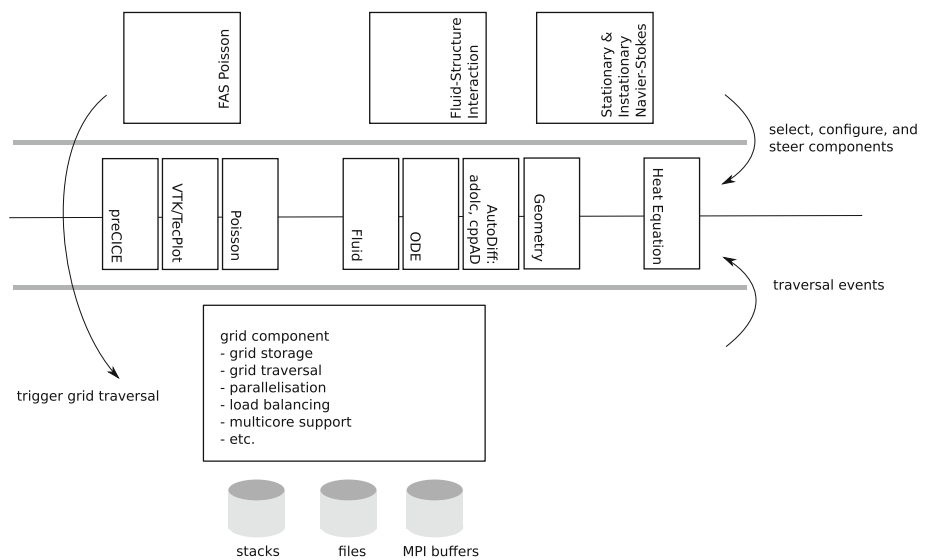 FAS Poisson
Fluid-Structure
Interaction
Stationary &
Instationary
Navier-Stokes
select, configure, and
steer components
preCICE
VTK/TecPlot
Poisson
Fluid
ODE
AutoDiff:
adolc, cppAD
Geometry
Heat Equation
traversal events
grid component
- grid storage
- grid traversal
- parallelisation
- load balancing
- multicore support
- etc.
trigger grid traversal
stacks
files
MPI buffers